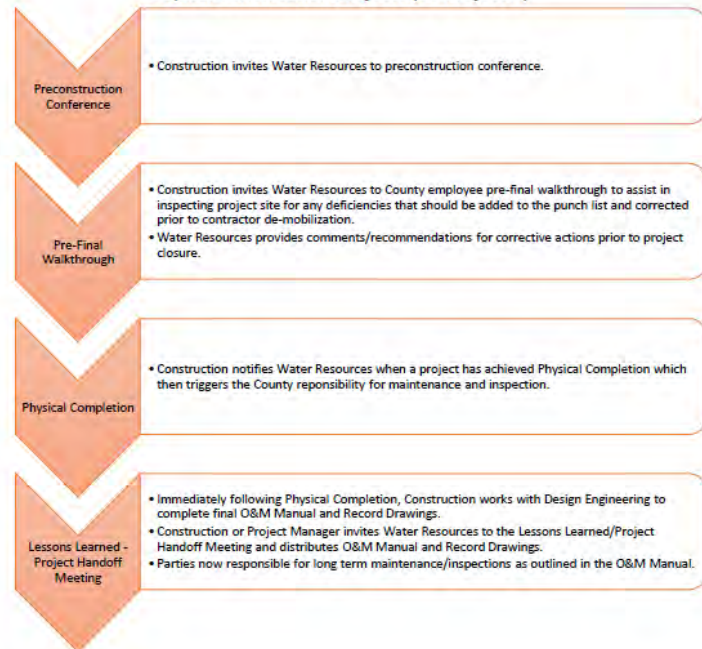 Preconstruction
Conference
• Construction invites Water Resources to preconstruction conference.
Pre-Final
Walkthrough
• Construction invites Water Resources to County employee pre-final walkthrough to assist in
inspecting project site for any deficiencies that should be added to the punch list and corrected
prior to contractor de-mobilization.
• Water Resources provides comments/recommendations for corrective actions prior to project
closure.
Physical Completion
• Construction notifies Water Resources when a project has achieved Physical Completion which
then triggers the County reponsibility for maintenance and inspection.
Lessons Learned -
Project Handoff
Meeting
• Immediately following Physical Completion, Construction works with Design Engineering to
complete final O&M Manual and Record Drawings.
• Construction or Project Manager invites Water Resources to the Lessons Learned/Project
Handoff Meeting and distributes O&M Manual and Record Drawings.
• Parties now responsible for long term maintenance/inspections as outlined in the O&M Manual.